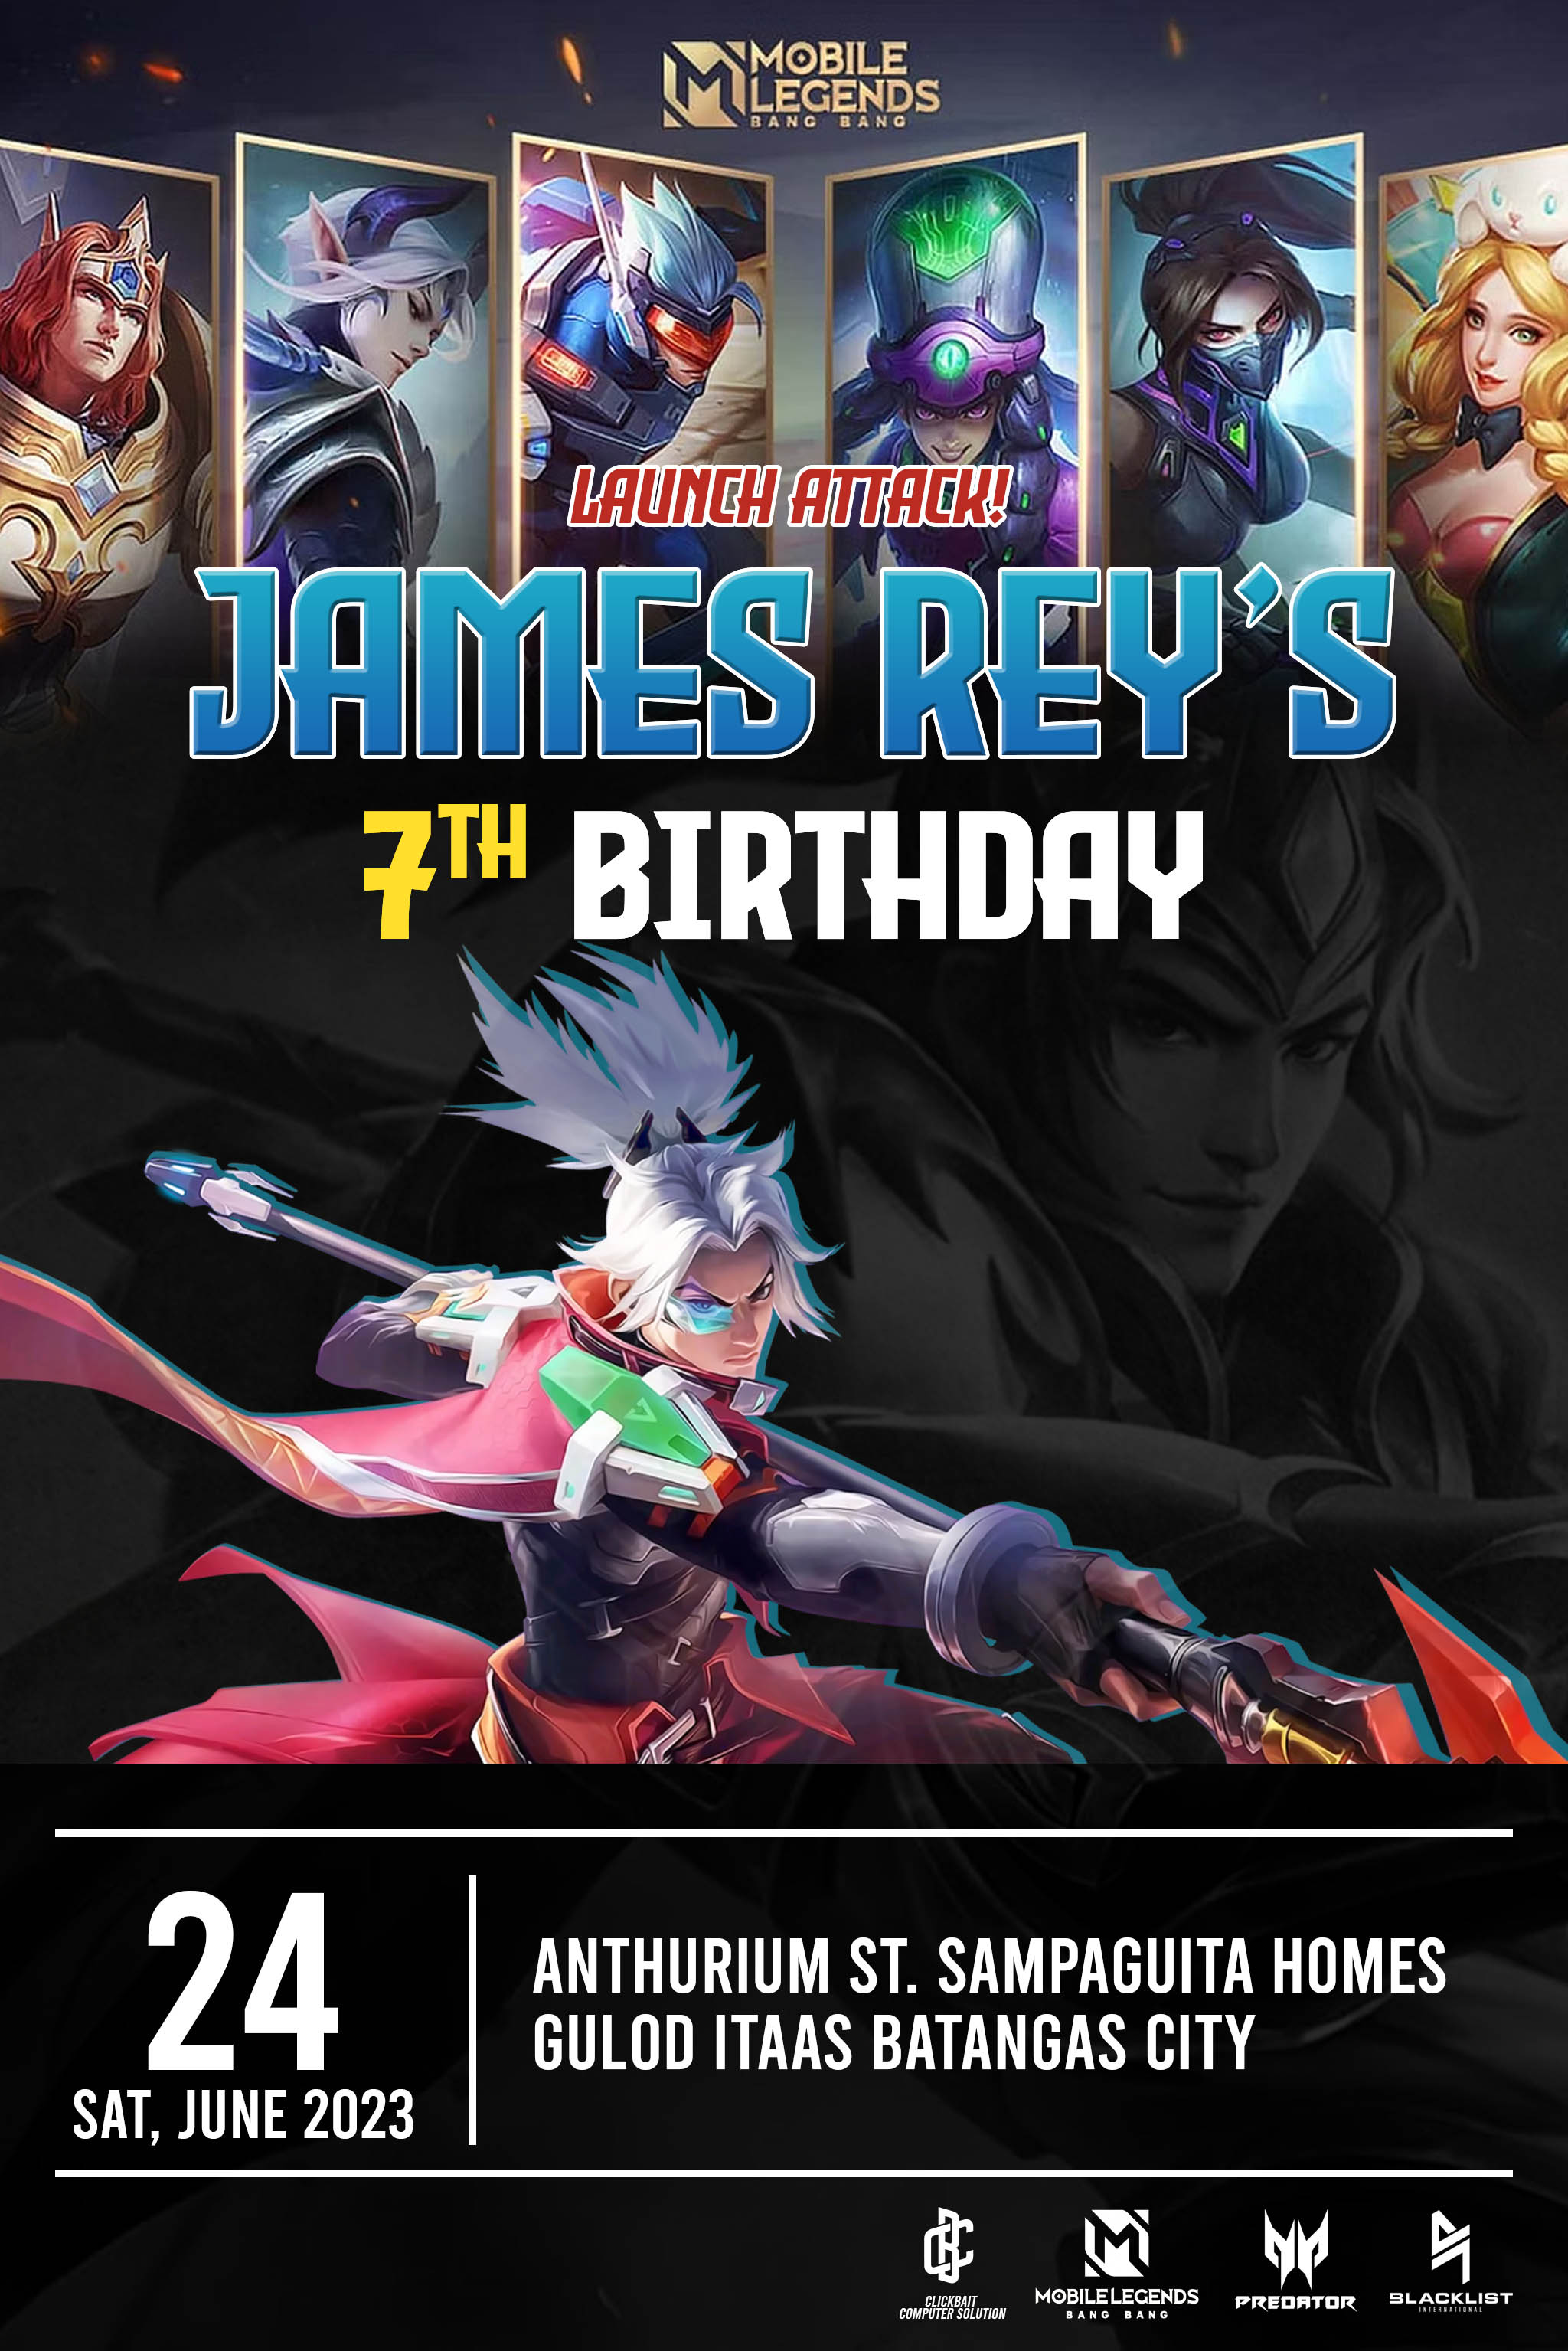 MOBILE
LEGENDS
BANG BANG
LAUNCH ATTACK!
JAMES REY'S
7TH BIRTHDAY
24
SAT, JUNE 2023
ANTHURIUM ST. SAMPAGUITA HOMES
GULOD ITAAS BATANGAS CITY
CLICKBAIT
COMPUTER SOLUTION
MOBILE LEGENDS
BANG BANG
PREDATOR
BLACKLIST
INTERNATIONAL